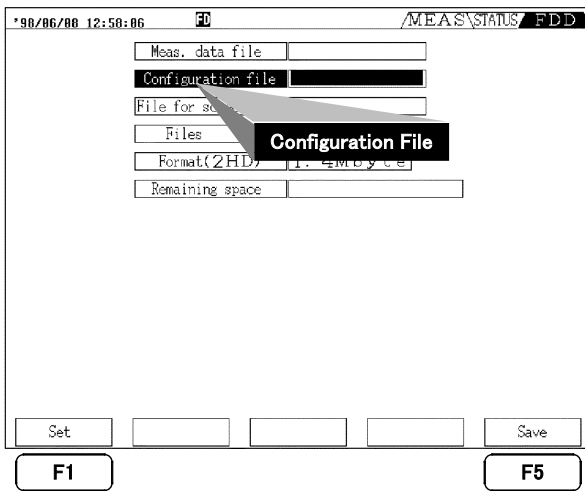 '98/06/08 12:58:06 FD MEAS\STATUS FDD
Meas. data file
Configuration file
File for
Configuration File
Files
Format(2HD) 1.4Mbyte
Remaining space
Set Save
F1 F5